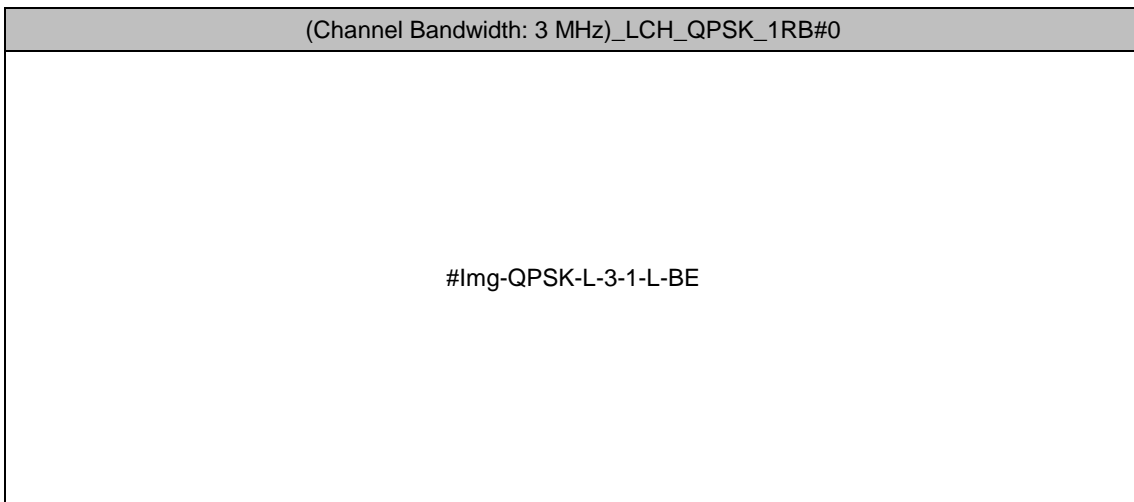 (Channel Bandwidth: 3 MHz)_LCH_QPSK_1RB#0
#Img-QPSK-L-3-1-L-BE